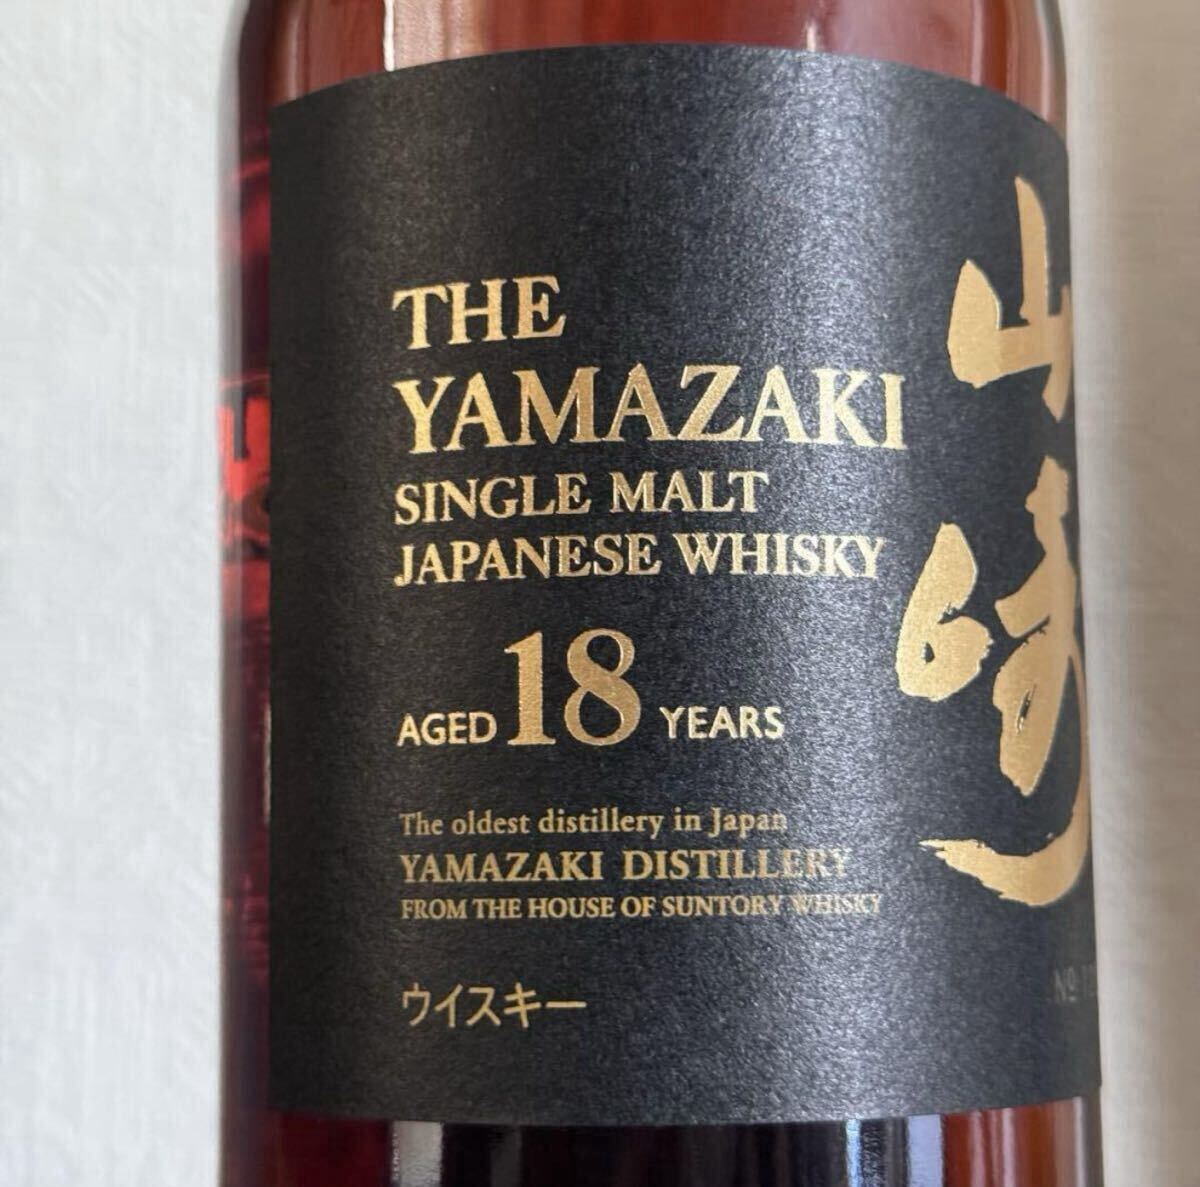 THE
YAMAZAKI
SINGLE MALT
JAPANESE WHISKY
AGED 18 YEARS
The oldest distillery in Japan
YAMAZAKI DISTILLERY
FROM THE HOUSE OF SUNTORY WHISKY
ウイスキー
山崎